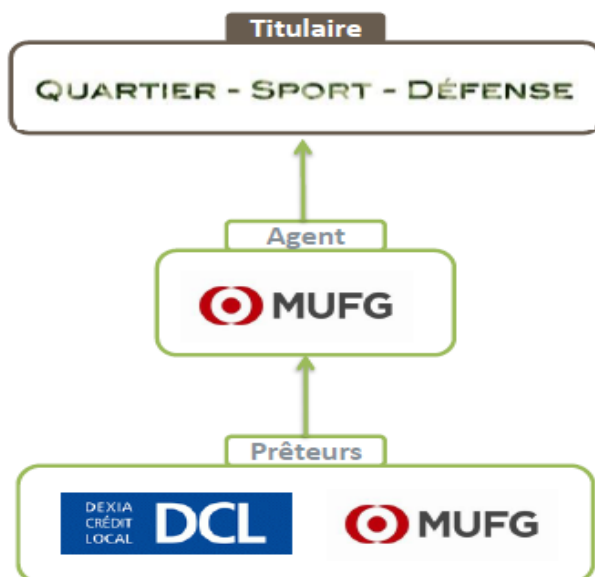 Titulaire
QUARTIER - SPORT - DÉFENSE
Agent
MUFG
Prêteurs
DEXIA
CRÉDIT
LOCAL
DCL
MUFG